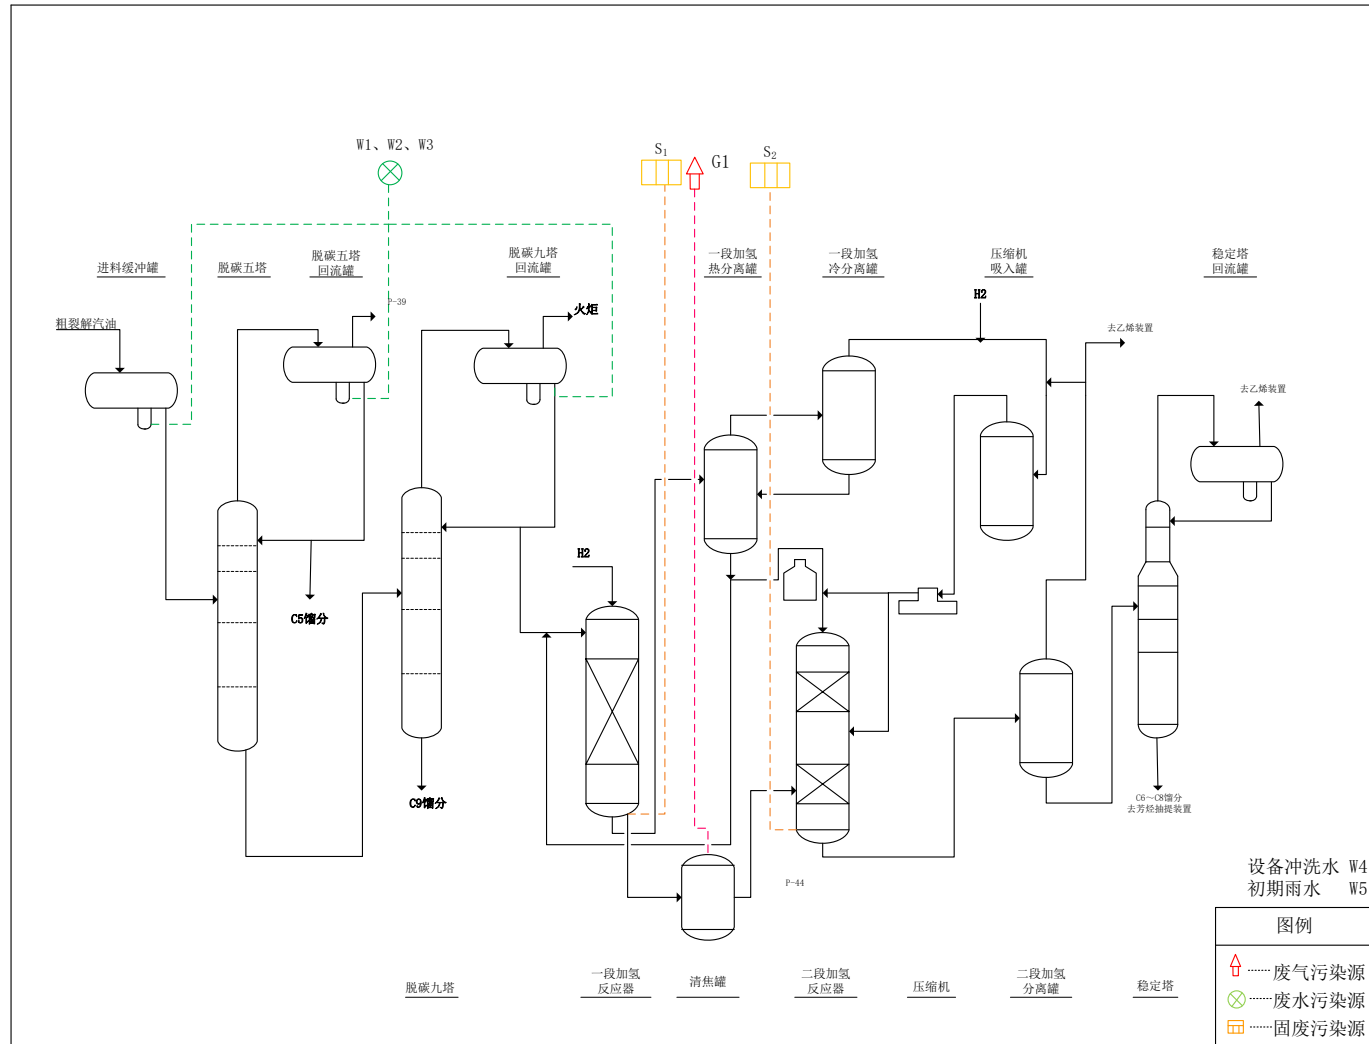 W1、W2、W3
S1
G1
S2
进料缓冲罐
脱碳五塔
脱碳五塔
回流罐
脱碳九塔
回流罐
一段加氢
热分离罐
一段加氢
冷分离罐
压缩机
吸入罐
稳定塔
回流罐
粗裂解汽油
P-39
火炬
H2
去乙烯装置
去乙烯装置
H2
C5馏分
C9馏分
C6～C8馏分
去芳烃抽提装置
P-44
设备冲洗水 W4
初期雨水 W5
图例
废气污染源
废水污染源
固废污染源
脱碳九塔
一段加氢
反应器
清焦罐
二段加氢
反应器
压缩机
二段加氢
分离罐
稳定塔